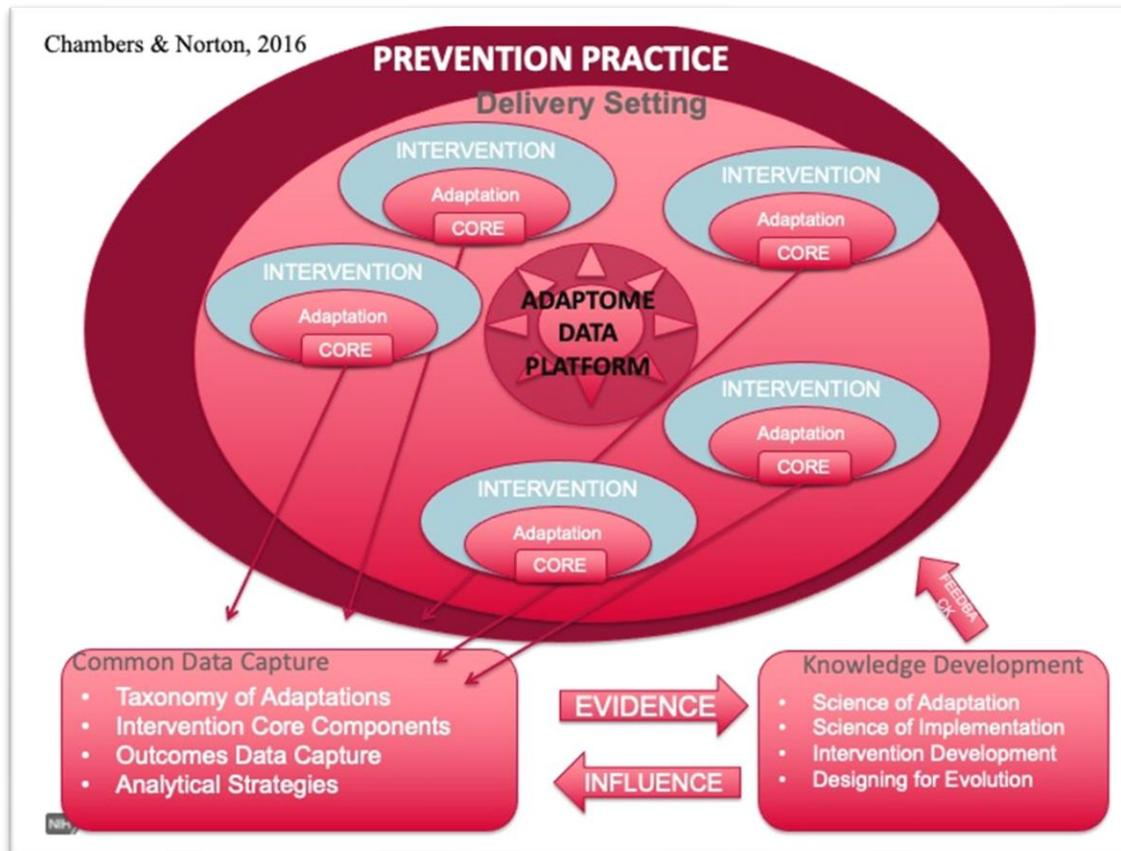 Chambers & Norton, 2016
PREVENTION PRACTICE
Delivery Setting
INTERVENTION
Adaptation
CORE
INTERVENTION
Adaptation
CORE
INTERVENTION
Adaptation
CORE
ADAPTOME
DATA
PLATFORM
INTERVENTION
Adaptation
CORE
INTERVENTION
Adaptation
CORE
FEEDBA
CK
Common Data Capture
• Taxonomy of Adaptations
• Intervention Core Components
• Outcomes Data Capture
• Analytical Strategies
EVIDENCE
INFLUENCE
Knowledge Development
• Science of Adaptation
• Science of Implementation
• Intervention Development
• Designing for Evolution
NIH